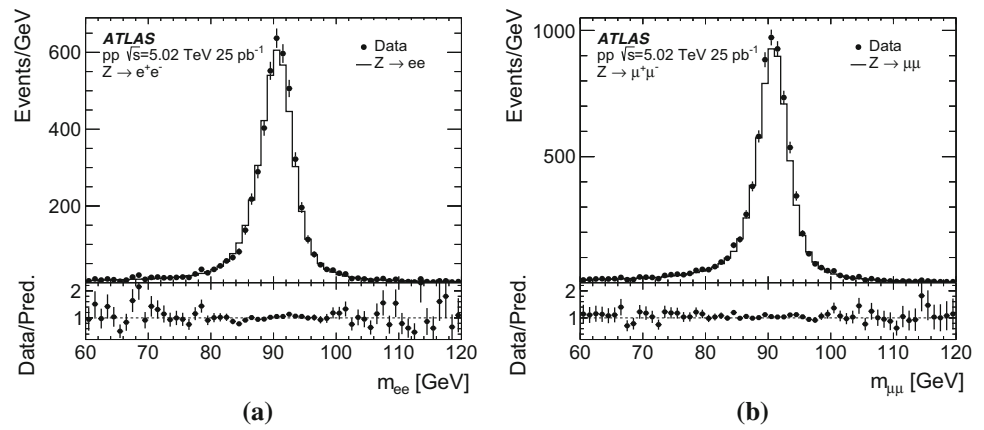 Events/GeV
600
400
200
ATLAS
pp √s=5.02 TeV 25 pb⁻¹
Z → e⁺e⁻
Data
Z → ee
Data/Pred.
2
1
60 70 80 90 100 110 120
mₑₑ [GeV]
(a)
Events/GeV
1000
500
ATLAS
pp √s=5.02 TeV 25 pb⁻¹
Z → μ⁺μ⁻
Data
Z → μμ
Data/Pred.
2
1
60 70 80 90 100 110 120
m_μμ [GeV]
(b)